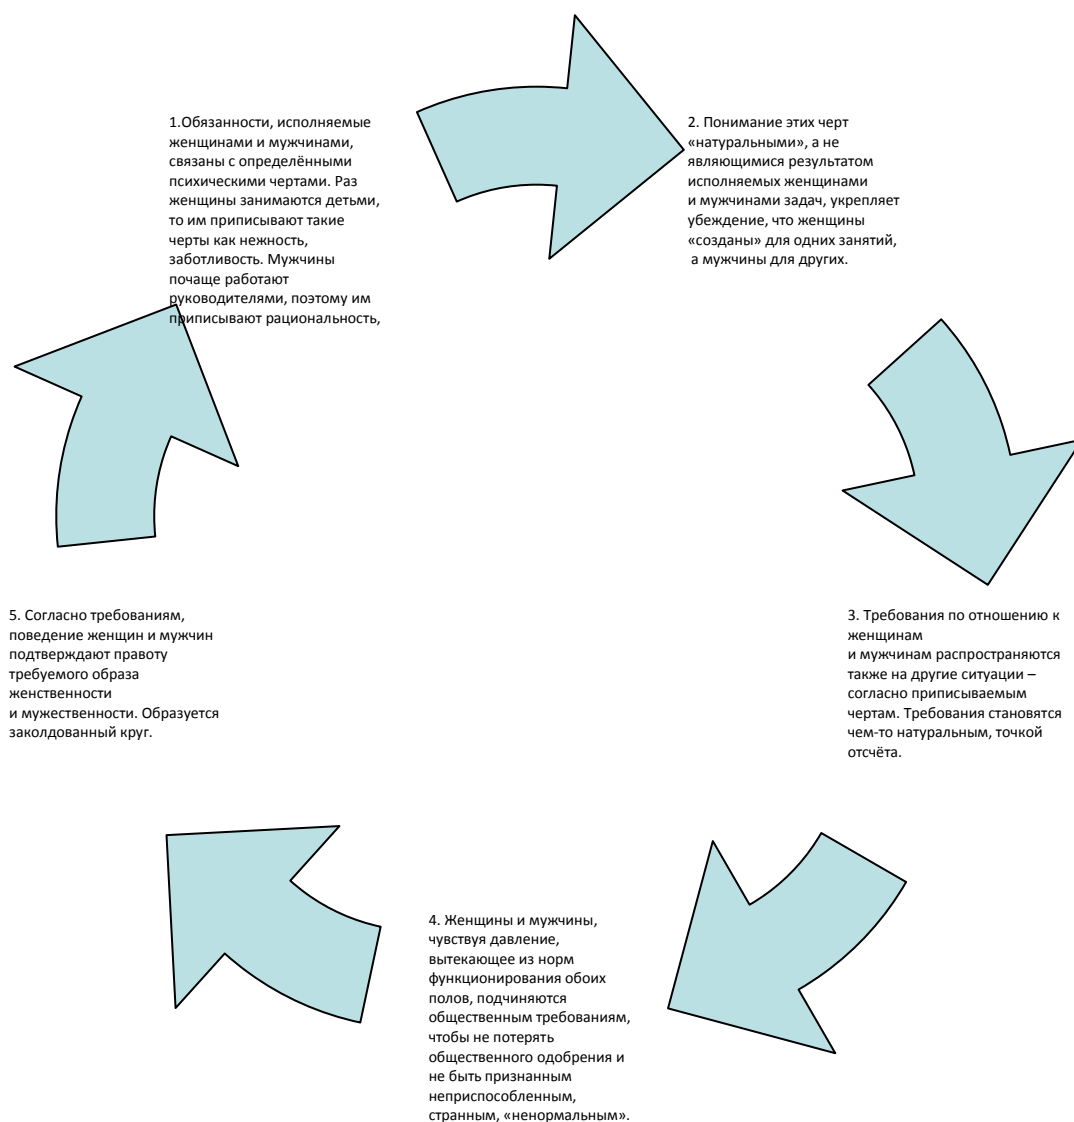 1.Обязанности, исполняемые
женщинами и мужчинами,
связаны с определёнными
психическими чертами. Раз
женщины занимаются детьми,
то им приписывают такие
черты как нежность,
заботливость. Мужчины
почаще работают
руководителями, поэтому им
приписывают рациональность,
2. Понимание этих черт
«натуральными», а не
являющимися результатом
исполняемых женщинами
и мужчинами задач, укрепляет
убеждение, что женщины
«созданы» для одних занятий,
а мужчины для других.
3. Требования по отношению к
женщинам
и мужчинам распространяются
также на другие ситуации –
согласно приписываемым
чертам. Требования становятся
чем-то натуральным, точкой
отсчёта.
4. Женщины и мужчины,
чувствуя давление,
вытекающее из норм
функционирования обоих
полов, подчиняются
общественным требованиям,
чтобы не потерять
общественного одобрения и
не быть признанным
неприспособленным,
странным, «ненормальным».
5. Согласно требованиям,
поведение женщин и мужчин
подтверждают правоту
требуемого образа
женственности
и мужественности. Образуется
заколдованный круг.